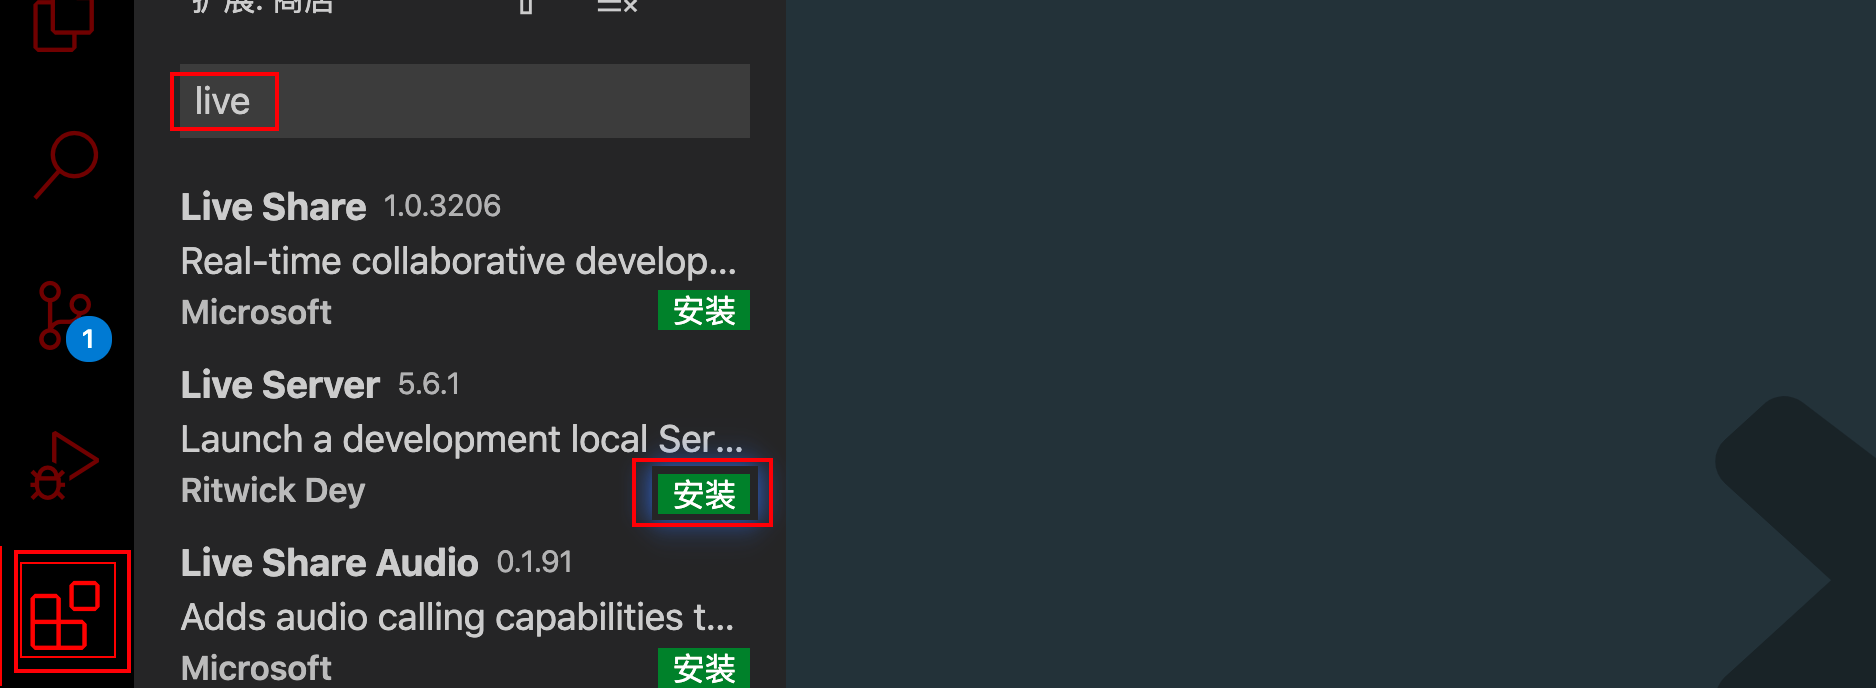 扩展: 商店
live
Live Share 1.0.3206
Real-time collaborative develop...
Microsoft 安装
1
Live Server 5.6.1
Launch a development local Ser...
Ritwick Dey 安装
Live Share Audio 0.1.91
Adds audio calling capabilities t...
Microsoft 安装